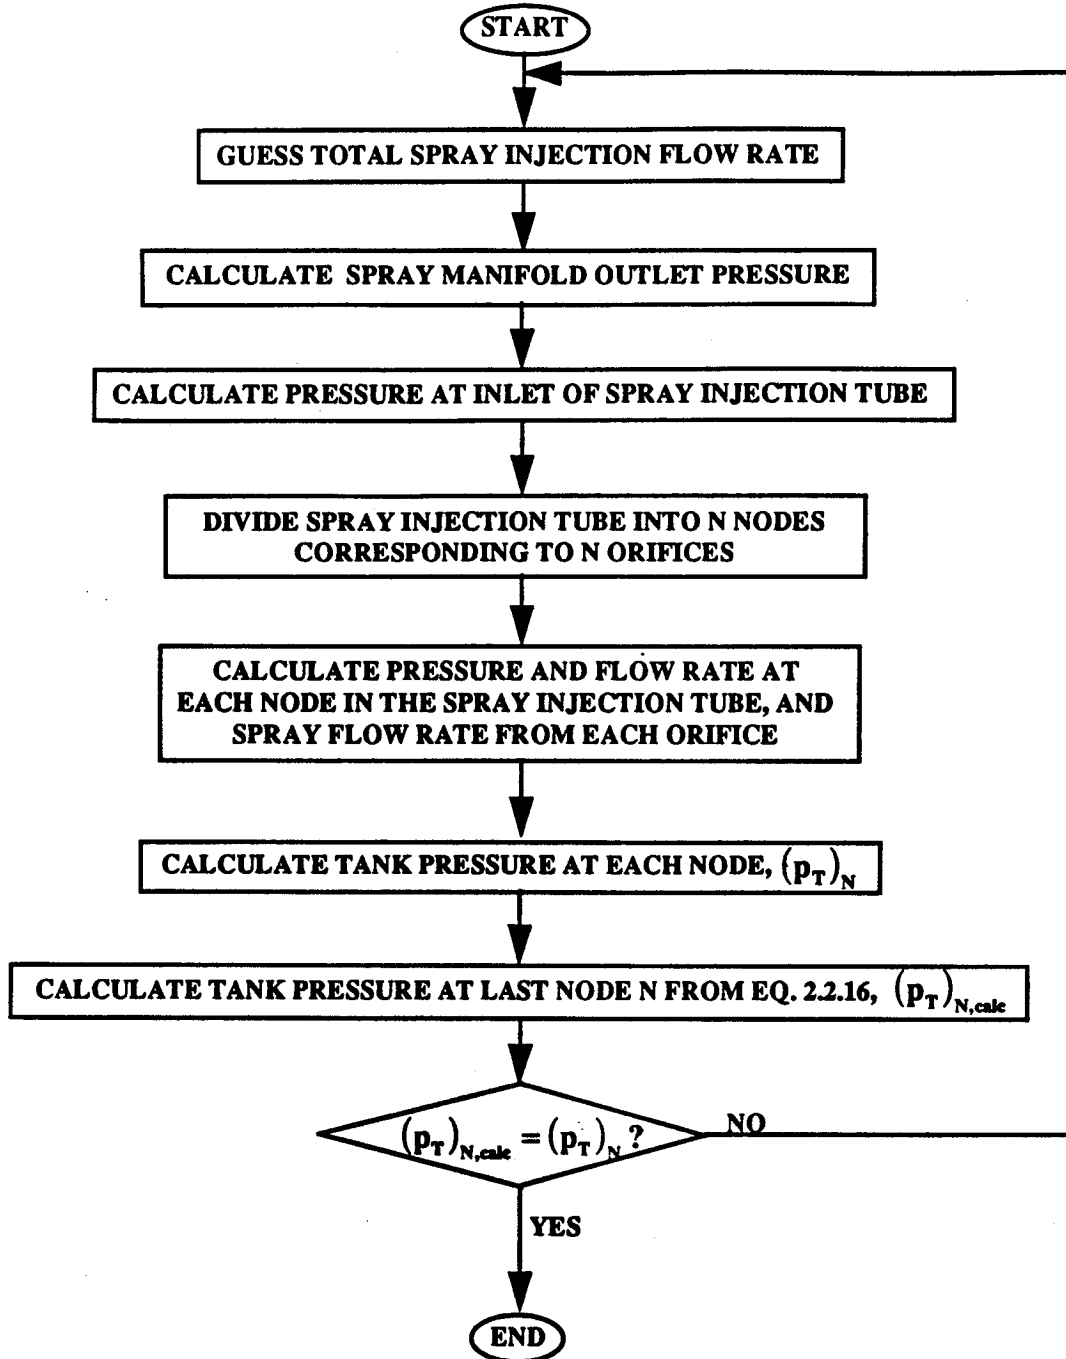 START
GUESS TOTAL SPRAY INJECTION FLOW RATE
CALCULATE SPRAY MANIFOLD OUTLET PRESSURE
CALCULATE PRESSURE AT INLET OF SPRAY INJECTION TUBE
DIVIDE SPRAY INJECTION TUBE INTO N NODES
CORRESPONDING TO N ORIFICES
CALCULATE PRESSURE AND FLOW RATE AT
EACH NODE IN THE SPRAY INJECTION TUBE, AND
SPRAY FLOW RATE FROM EACH ORIFICE
CALCULATE TANK PRESSURE AT EACH NODE, (p_T)_N
CALCULATE TANK PRESSURE AT LAST NODE N FROM EQ. 2.2.16, (p_T)_N,calc
(p_T)_N,calc = (p_T)_N ?
NO
YES
END